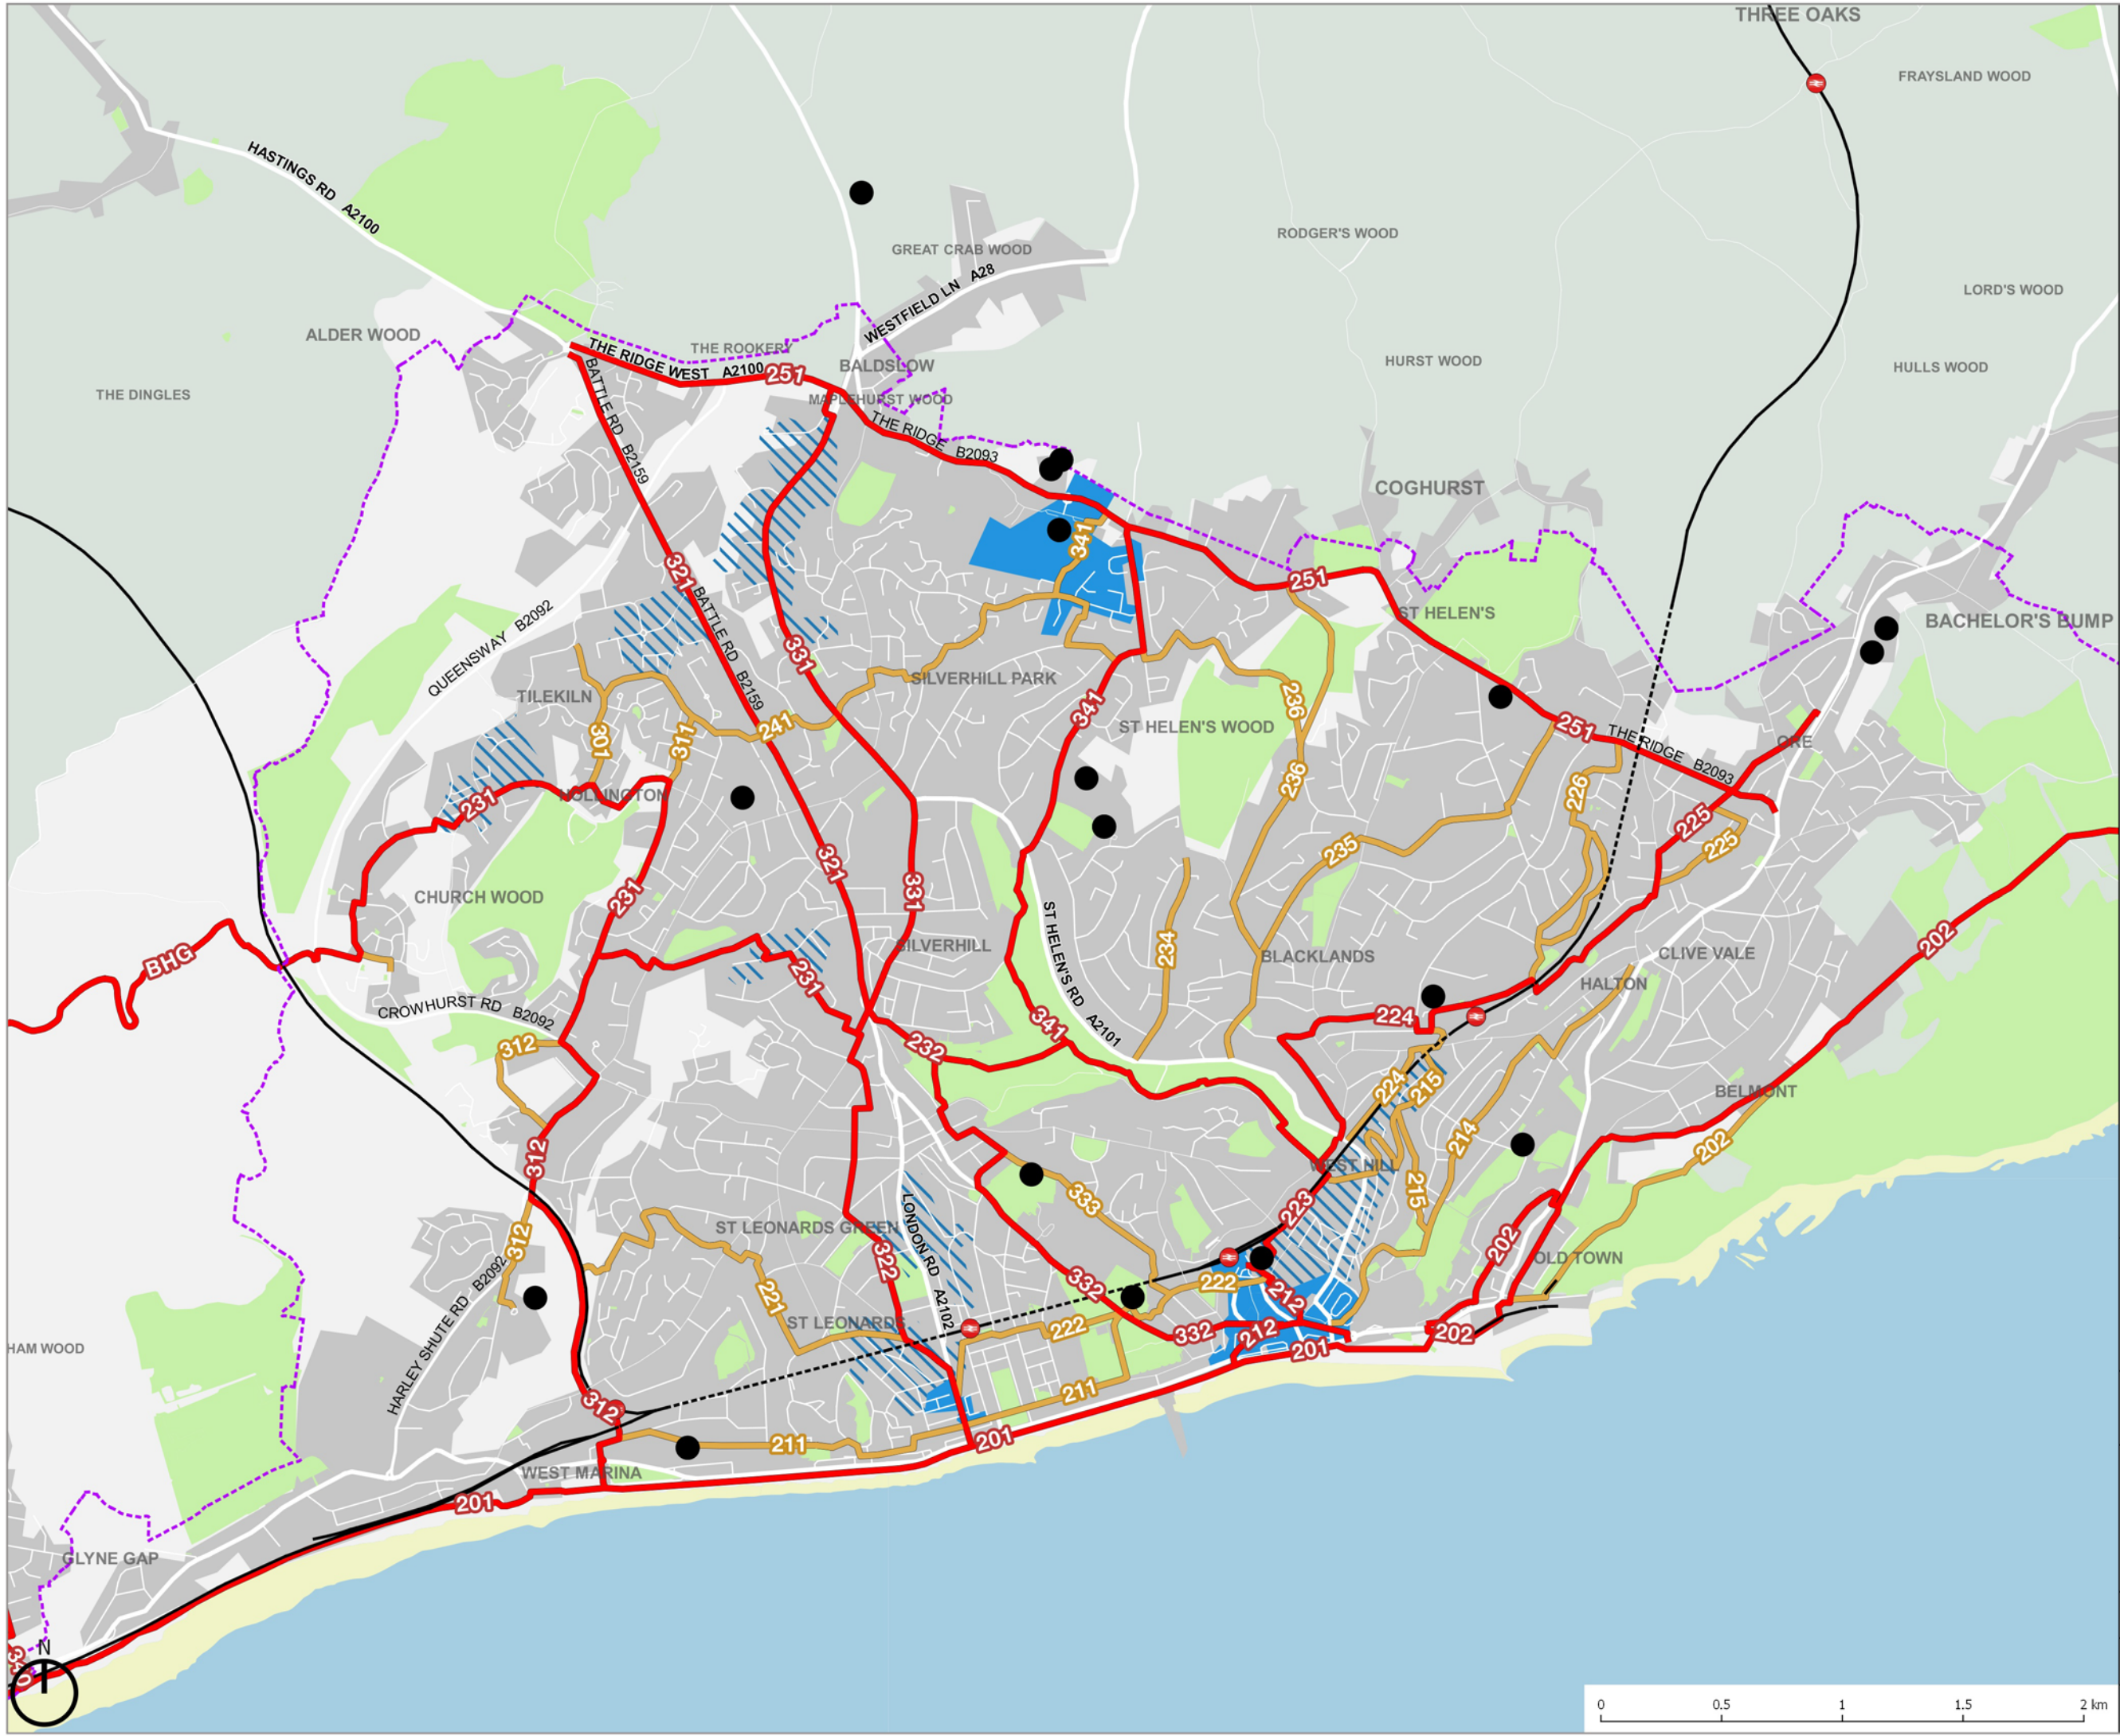 THREE OAKS
FRAYSLAND WOOD
HASTINGS RD A2100
GREAT CRAB WOOD
RODGER'S WOOD
WESTFIELD LN A28
LORD'S WOOD
ALDER WOOD
THE RIDGE WEST A2100
THE ROOKERY
251
BALDSLOW
HURST WOOD
HULLS WOOD
THE DINGLES
MAPLEHURST WOOD
BATTLE RD B2159
THE RIDGE B2093
COGHURST
341
321
251
ST HELEN'S
BACHELOR'S BUMP
QUEENSWAY B2092
BATTLE RD B2159
331
TILEKILN
SILVERHILL PARK
236
341
301
311
241
ST HELEN'S WOOD
251
THE RIDGE B2093
ORE
231
HOLLINGTON
236
226
225
225
235
321
331
CHURCH WOOD
231
ST HELEN'S RD A2101
202
BHG
SILVERHILL
234
BLACKLANDS
CLIVE VALE
231
HALTON
CROWHURST RD B2092
224
341
312
232
224
215
BELMONT
214
202
312
WEST HILL
215
333
223
ST LEONARDS GREEN
LONDON RD A2102
312
202
OLD TOWN
322
HARLEY SHUTE RD B2092
332
222
212
221
ST LEONARDS
222
332
212
202
HAM WOOD
201
211
312
211
201
WEST MARINA
201
GLYNE GAP
N
0 0.5 1 1.5 2 km